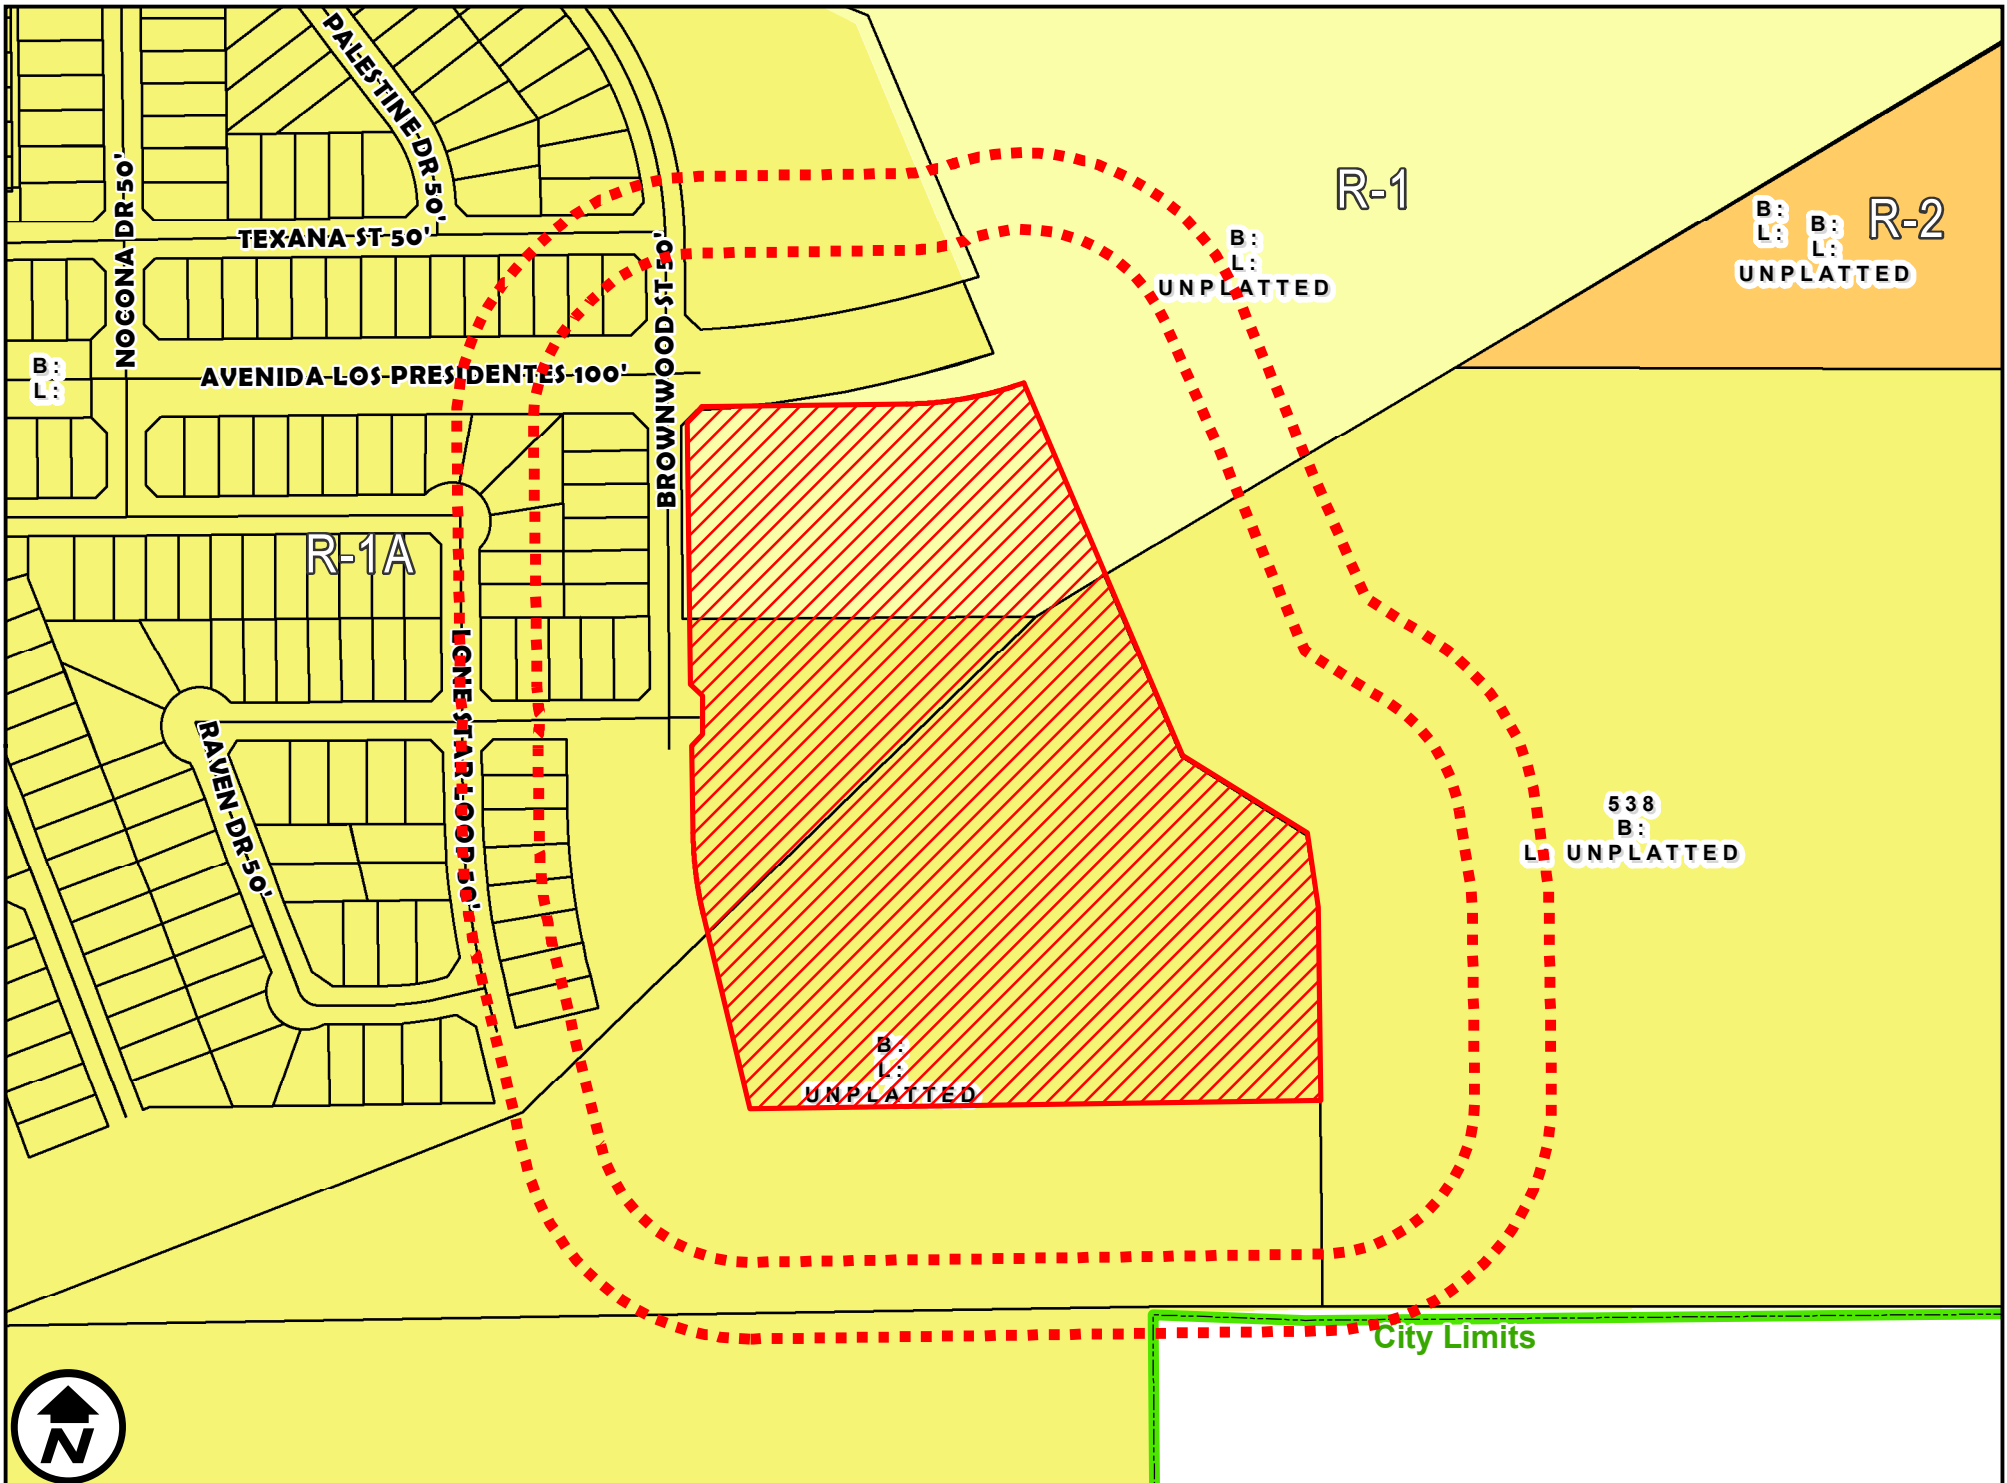 PALESTINE DR 50'
NOCONA DR 50'
TEXANA ST 50'
BROWNWOOD ST 50'
AVENIDA LOS PRESIDENTES 100'
B:
L:
R-1
B:
L:
UNPLATTED
R-2
B:
L:
B:
L:
UNPLATTED
R-1A
LONE STAR LOOP 50'
RAVEN DR 50'
538
B:
L: UNPLATTED
B:
L:
UNPLATTED
City Limits
N